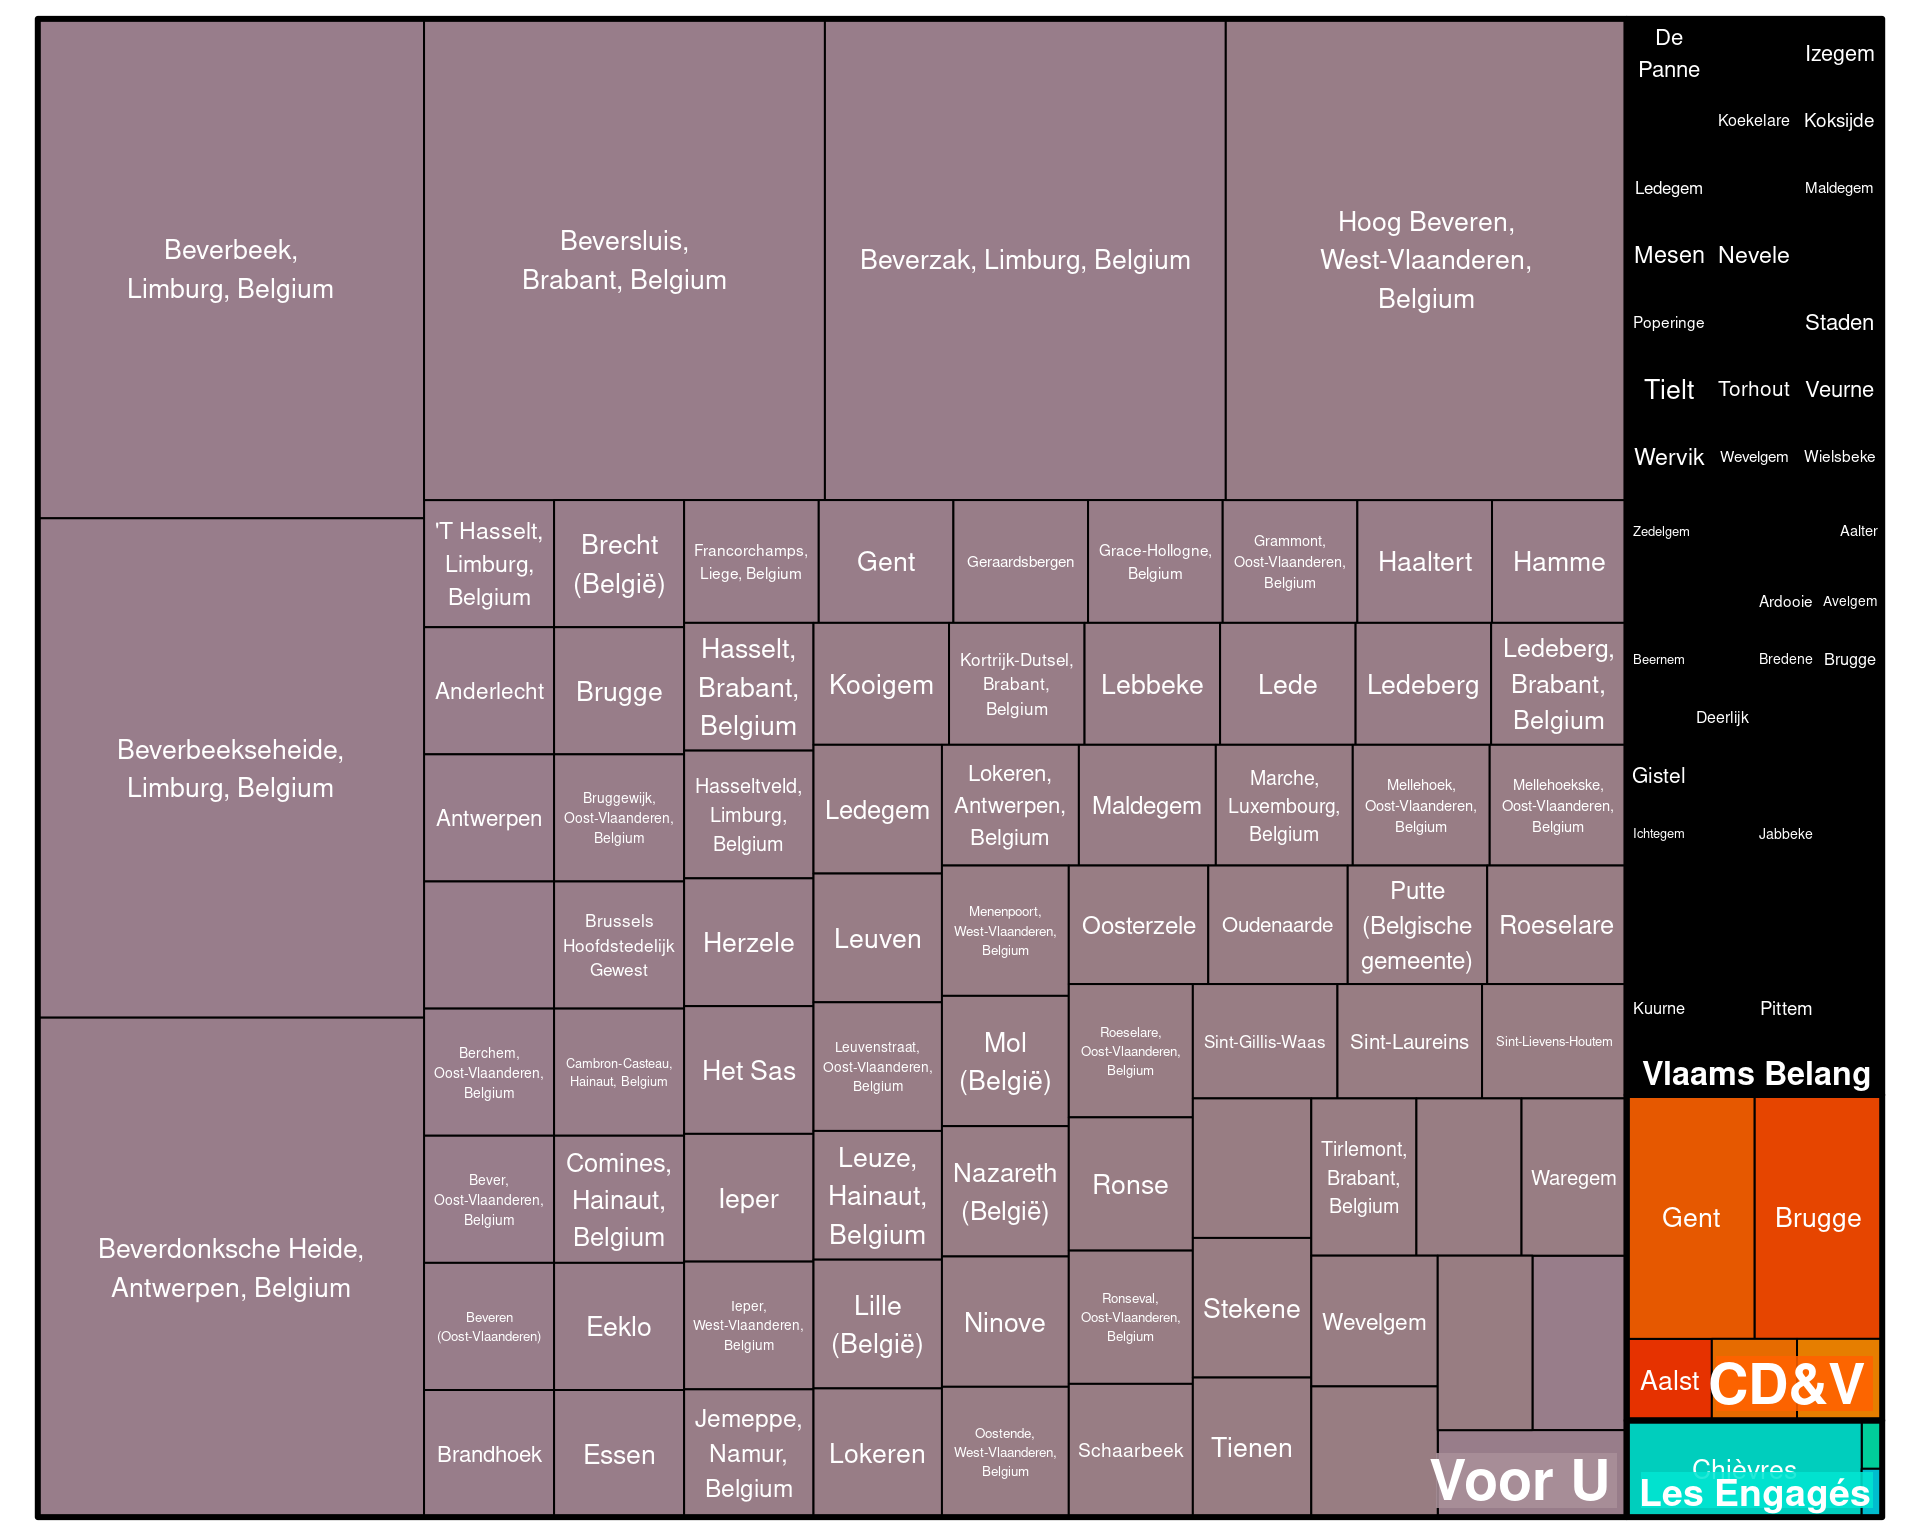 Beverbeek,
Limburg, Belgium
Beverbeekseheide,
Limburg, Belgium
Beverdonksche Heide,
Antwerpen, Belgium
Beversluis,
Brabant, Belgium
Beverzak, Limburg, Belgium
Hoog Beveren,
West-Vlaanderen,
Belgium
'T Hasselt,
Limburg,
Belgium
Anderlecht
Antwerpen
Berchem,
Oost-Vlaanderen,
Belgium
Bever,
Oost-Vlaanderen,
Belgium
Beveren
(Oost-Vlaanderen)
Brandhoek
Brecht
(België)
Brugge
Bruggewijk,
Oost-Vlaanderen,
Belgium
Brussels
Hoofdstedelijk
Gewest
Cambron-Casteau,
Hainaut, Belgium
Comines,
Hainaut,
Belgium
Eeklo
Essen
Francorchamps,
Liege, Belgium
Gent
Geraardsbergen
Grace-Hollogne,
Belgium
Grammont,
Oost-Vlaanderen,
Belgium
Haaltert
Hamme
Hasselt,
Brabant,
Belgium
Hasseltveld,
Limburg,
Belgium
Herzele
Het Sas
Ieper
Ieper,
West-Vlaanderen,
Belgium
Jemeppe,
Namur,
Belgium
Kooigem
Kortrijk-Dutsel,
Brabant,
Belgium
Lebbeke
Lede
Ledeberg
Ledeberg,
Brabant,
Belgium
Ledegem
Leuven
Leuvenstraat,
Oost-Vlaanderen,
Belgium
Leuze,
Hainaut,
Belgium
Lille
(België)
Lokeren
Lokeren,
Antwerpen,
Belgium
Maldegem
Marche,
Luxembourg,
Belgium
Mellehoek,
Oost-Vlaanderen,
Belgium
Mellehoekske,
Oost-Vlaanderen,
Belgium
Menenpoort,
West-Vlaanderen,
Belgium
Mol
(België)
Nazareth
(België)
Ninove
Oostende,
West-Vlaanderen,
Belgium
Oosterzele
Oudenaarde
Putte
(Belgische
gemeente)
Roeselare
Roeselare,
Oost-Vlaanderen,
Belgium
Ronse
Ronseval,
Oost-Vlaanderen,
Belgium
Schaarbeek
Sint-Gillis-Waas
Sint-Laureins
Sint-Lievens-Houtem
Stekene
Tienen
Tirlemont,
Brabant,
Belgium
Waregem
Wevelgem
Voor U
De
Panne
Izegem
Koekelare
Koksijde
Ledegem
Maldegem
Mesen
Nevele
Poperinge
Staden
Tielt
Torhout
Veurne
Wervik
Wevelgem
Wielsbeke
Zedelgem
Aalter
Ardooie
Avelgem
Beernem
Bredene
Brugge
Deerlijk
Gistel
Ichtegem
Jabbeke
Kuurne
Pittem
Vlaams Belang
Gent
Brugge
Aalst
CD&V
Chièvres
Les Engagés